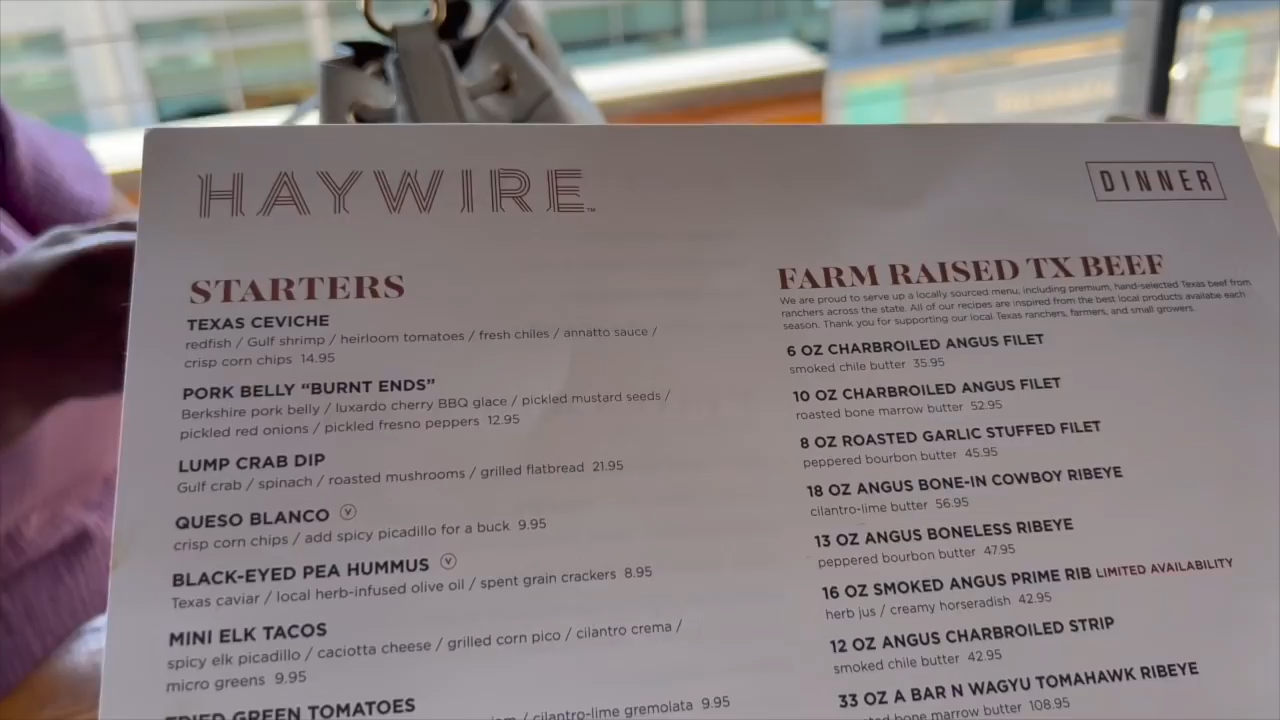 HAYWIRE™
DINNER
STARTERS
TEXAS CEVICHE
redfish / Gulf shrimp / heirloom tomatoes / fresh chiles / annatto sauce /
crisp corn chips 14.95
PORK BELLY “BURNT ENDS”
Berkshire pork belly / luxardo cherry BBQ glace / pickled mustard seeds /
pickled red onions / pickled fresno peppers 12.95
LUMP CRAB DIP
Gulf crab / spinach / roasted mushrooms / grilled flatbread 21.95
QUESO BLANCO V
crisp corn chips / add spicy picadillo for a buck 9.95
BLACK-EYED PEA HUMMUS V
Texas caviar / local herb-infused olive oil / spent grain crackers 8.95
MINI ELK TACOS
spicy elk picadillo / caciotta cheese / grilled corn pico / cilantro crema /
micro greens 9.95
FRIED GREEN TOMATOES
/ cilantro-lime gremolata 9.95
FARM RAISED TX BEEF
We are proud to serve up a locally sourced menu, including premium, hand-selected Texas beef from
ranchers across the state. All of our recipes are inspired from the best local products availabe each
season. Thank you for supporting our local Texas ranchers, farmers, and small growers.
6 OZ CHARBROILED ANGUS FILET
smoked chile butter 35.95
10 OZ CHARBROILED ANGUS FILET
roasted bone marrow butter 52.95
8 OZ ROASTED GARLIC STUFFED FILET
peppered bourbon butter 45.95
18 OZ ANGUS BONE-IN COWBOY RIBEYE
cilantro-lime butter 56.95
13 OZ ANGUS BONELESS RIBEYE
peppered bourbon butter 47.95
16 OZ SMOKED ANGUS PRIME RIB LIMITED AVAILABILITY
herb jus / creamy horseradish 42.95
12 OZ ANGUS CHARBROILED STRIP
smoked chile butter 42.95
33 OZ A BAR N WAGYU TOMAHAWK RIBEYE
bone marrow butter 108.95